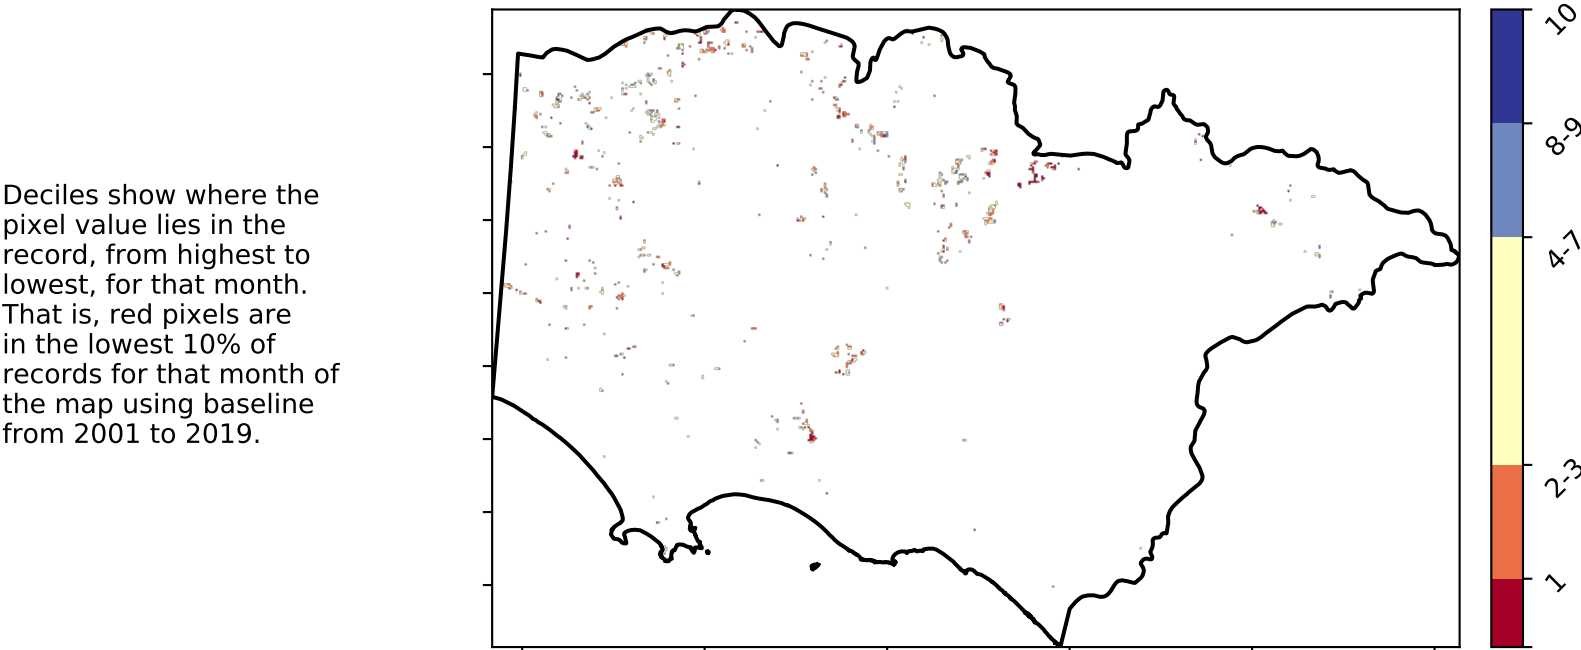 Deciles show where the
pixel value lies in the
record, from highest to
lowest, for that month.
That is, red pixels are
in the lowest 10% of
records for that month of
the map using baseline
from 2001 to 2019.
10
8-9
4-7
2-3
1